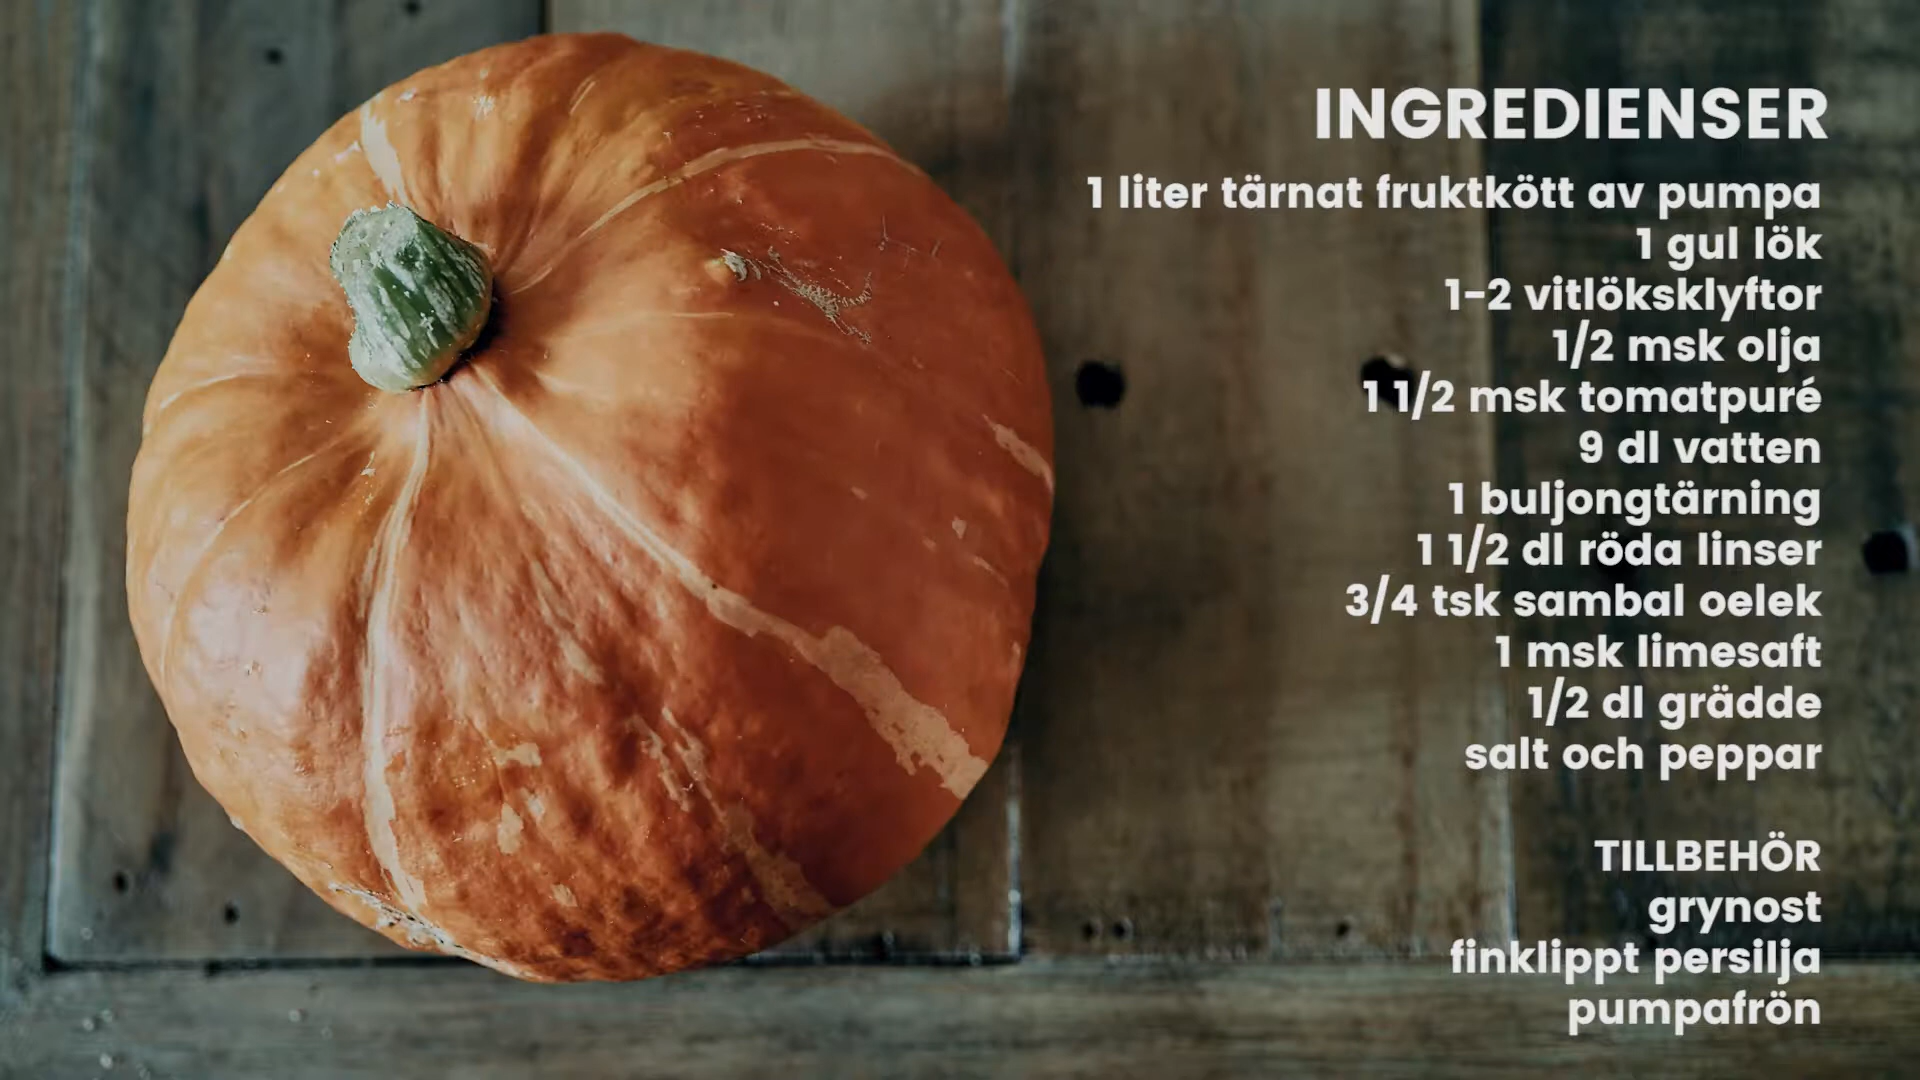 INGREDIENSER
1 liter tärnat fruktkött av pumpa
1 gul lök
1-2 vitlöksklyftor
1/2 msk olja
1 1/2 msk tomatpuré
9 dl vatten
1 buljongtärning
1 1/2 dl röda linser
3/4 tsk sambal oelek
1 msk limesaft
1/2 dl grädde
salt och peppar
TILLBEHÖR
grynost
finklippt persilja
pumpafrön